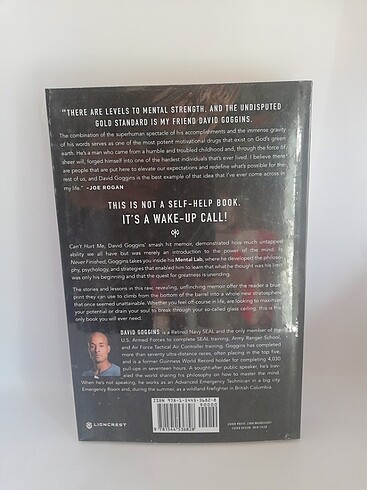 "THERE ARE LEVELS TO MENTAL STRENGTH, AND THE UNDISPUTED
GOLD STANDARD IS MY FRIEND DAVID GOGGINS.
The combination of the superhuman spectacle of his accomplishments and the immense gravity
of his words serves as one of the most potent motivational drugs that exist on God's green
earth. He's a man who came from a humble and troubled childhood and, through the force of
sheer will, forged himself into one of the hardest individuals that's ever lived. I believe there
are people that are put here to elevate our expectations and redefine what's possible for the
rest of us, and David Goggins is the best example of that idea that I've ever come across in
my life." –JOE ROGAN
THIS IS NOT A SELF-HELP BOOK.
IT'S A WAKE-UP CALL!
Can't Hurt Me, David Goggins' smash hit memoir, demonstrated how much untapped
ability we all have but was merely an introduction to the power of the mind. In
Never Finished, Goggins takes you inside his Mental Lab, where he developed the philoso-
phy, psychology, and strategies that enabled him to learn that what he thought was his limit
was only his beginning and that the quest for greatness is unending.
The stories and lessons in this raw, revealing, unflinching memoir offer the reader a blue-
print they can use to climb from the bottom of the barrel into a whole new stratosphere
that once seemed unattainable. Whether you feel off-course in life, are looking to maximize
your potential or drain your soul to break through your so-called glass ceiling, this is the
only book you will ever need.
DAVID GOGGINS is a Retired Navy SEAL and the only member of the
U.S. Armed Forces to complete SEAL training, Army Ranger School,
and Air Force Tactical Air Controller training. Goggins has completed
more than seventy ultra-distance races, often placing in the top five,
and is a former Guinness World Record holder for completing 4,030
pull-ups in seventeen hours. A sought-after public speaker, he's trav-
eled the world sharing his philosophy on how to master the mind.
When he's not speaking, he works as an Advanced Emergency Technician in a big city
Emergency Room and, during the summer, as a wildland firefighter in British Columbia.
ISBN 978-1-5445-3682-8
90000
9 781544 536828
LIONCREST